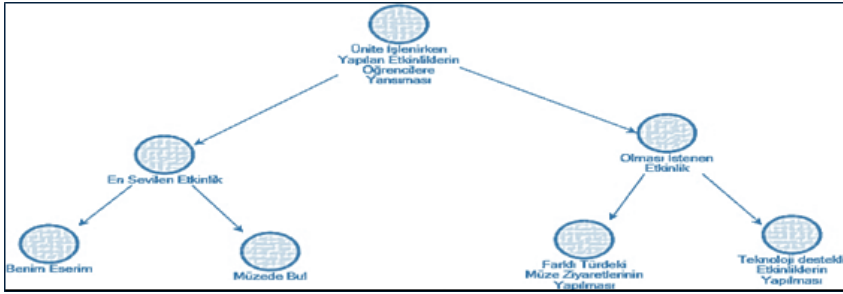 Ünite İşlenirken
Yapılan Etkinliklerin
Öğrencilere
Yansıması
En Sevilen Etkinlik
Olması İstenen
Etkinlik
Benim Eserim
Müzede Bul
Farklı Türdeki
Müze Ziyaretlerinin
Yapılması
Teknoloji destekli
Etkinliklerin
Yapılması